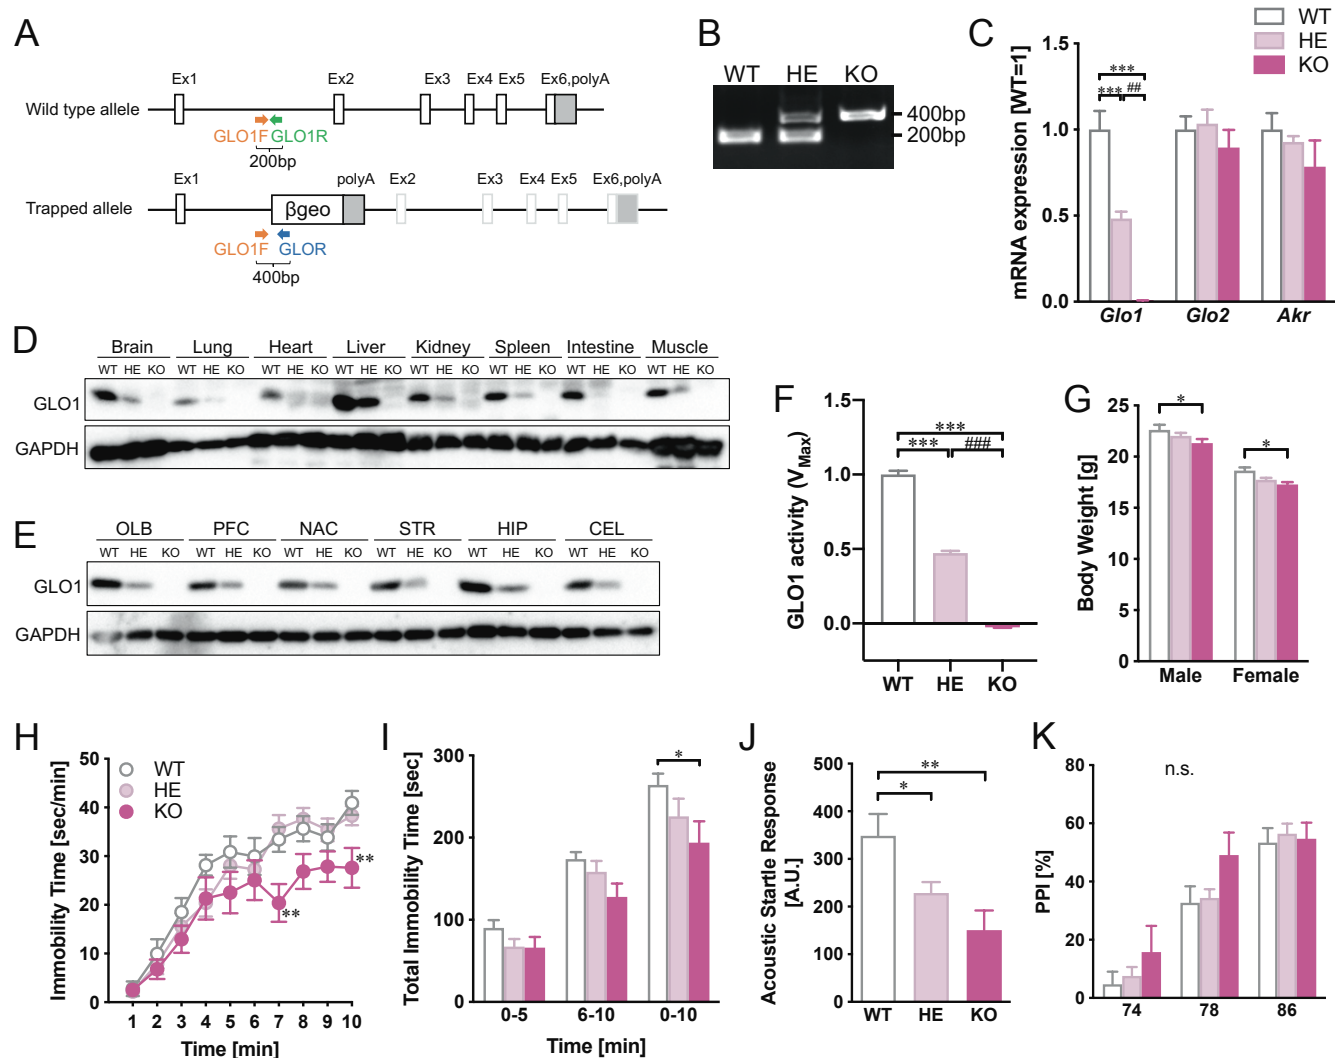 A
Ex1 Ex2 Ex3 Ex4 Ex5 Ex6,polyA
Wild type allele
GLO1F GLO1R
200bp
Ex1 polyA Ex2 Ex3 Ex4 Ex5 Ex6,polyA
Trapped allele
βgeo
GLO1F GLOR
400bp
B
WT HE KO
400bp
200bp
C
WT
HE
KO
mRNA expression [WT=1]
1.5
1.0
0.5
0.0
*** 
*** ##
Glo1 Glo2 Akr
D
Brain Lung Heart Liver Kidney Spleen Intestine Muscle
WT HE KO WT HE KO WT HE KO WT HE KO WT HE KO WT HE KO WT HE KO WT HE KO
GLO1
GAPDH
E
OLB PFC NAC STR HIP CEL
WT HE KO WT HE KO WT HE KO WT HE KO WT HE KO WT HE KO
GLO1
GAPDH
F
GLO1 activity (VMax)
1.5
1.0
0.5
0.0
***
*** ###
WT HE KO
G
Body Weight [g]
25
20
15
10
5
0
*
*
Male Female
H
WT
HE
KO
Immobility Time [sec/min]
50
40
30
20
10
0
**
**
1 2 3 4 5 6 7 8 9 10
Time [min]
I
Total Immobility Time [sec]
300
200
100
0
*
0-5 6-10 0-10
Time [min]
J
Acoustic Startle Response
[A.U.]
500
400
300
200
100
0
**
*
WT HE KO
K
PPI [%]
80
60
40
20
0
n.s.
74 78 86